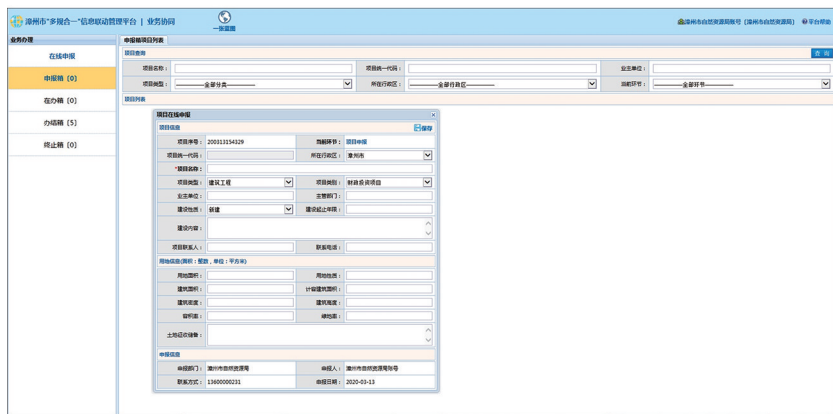 漳州市"多规合一"信息联动管理平台 | 业务协同
一张蓝图
漳州市自然资源局账号 [漳州市自然资源局] 平台帮助
业务办理
在线申报
申报箱 [0]
在办箱 [0]
办结箱 [5]
终止箱 [0]
申报箱项目列表
项目查询 查 询
项目名称： 项目统一代码： 业主单位：
项目类型： ————全部分类———— 所在行政区： ————全部行政区———— 当前环节： ————全部环节————
项目列表
项目在线申报 ×
项目信息 保存
项目序号： 200313154329 当前环节： 项目申报
项目统一代码： 所在行政区： 漳州市
*项目名称：
项目类型： 建筑工程 项目类别： 财政投资项目
业主单位： 主管部门：
建设性质： 新建 建设起止年限：
建设内容：
项目联系人： 联系电话：
用地信息(面积：整数，单位：平方米)
用地面积： 用地性质：
建筑面积： 计容建筑面积：
建筑密度： 建筑高度：
容积率： 绿地率：
土地征收储备：
申报信息
申报部门： 漳州市自然资源局 申报人： 漳州市自然资源局账号
联系方式： 13600000231 申报日期： 2020-03-13